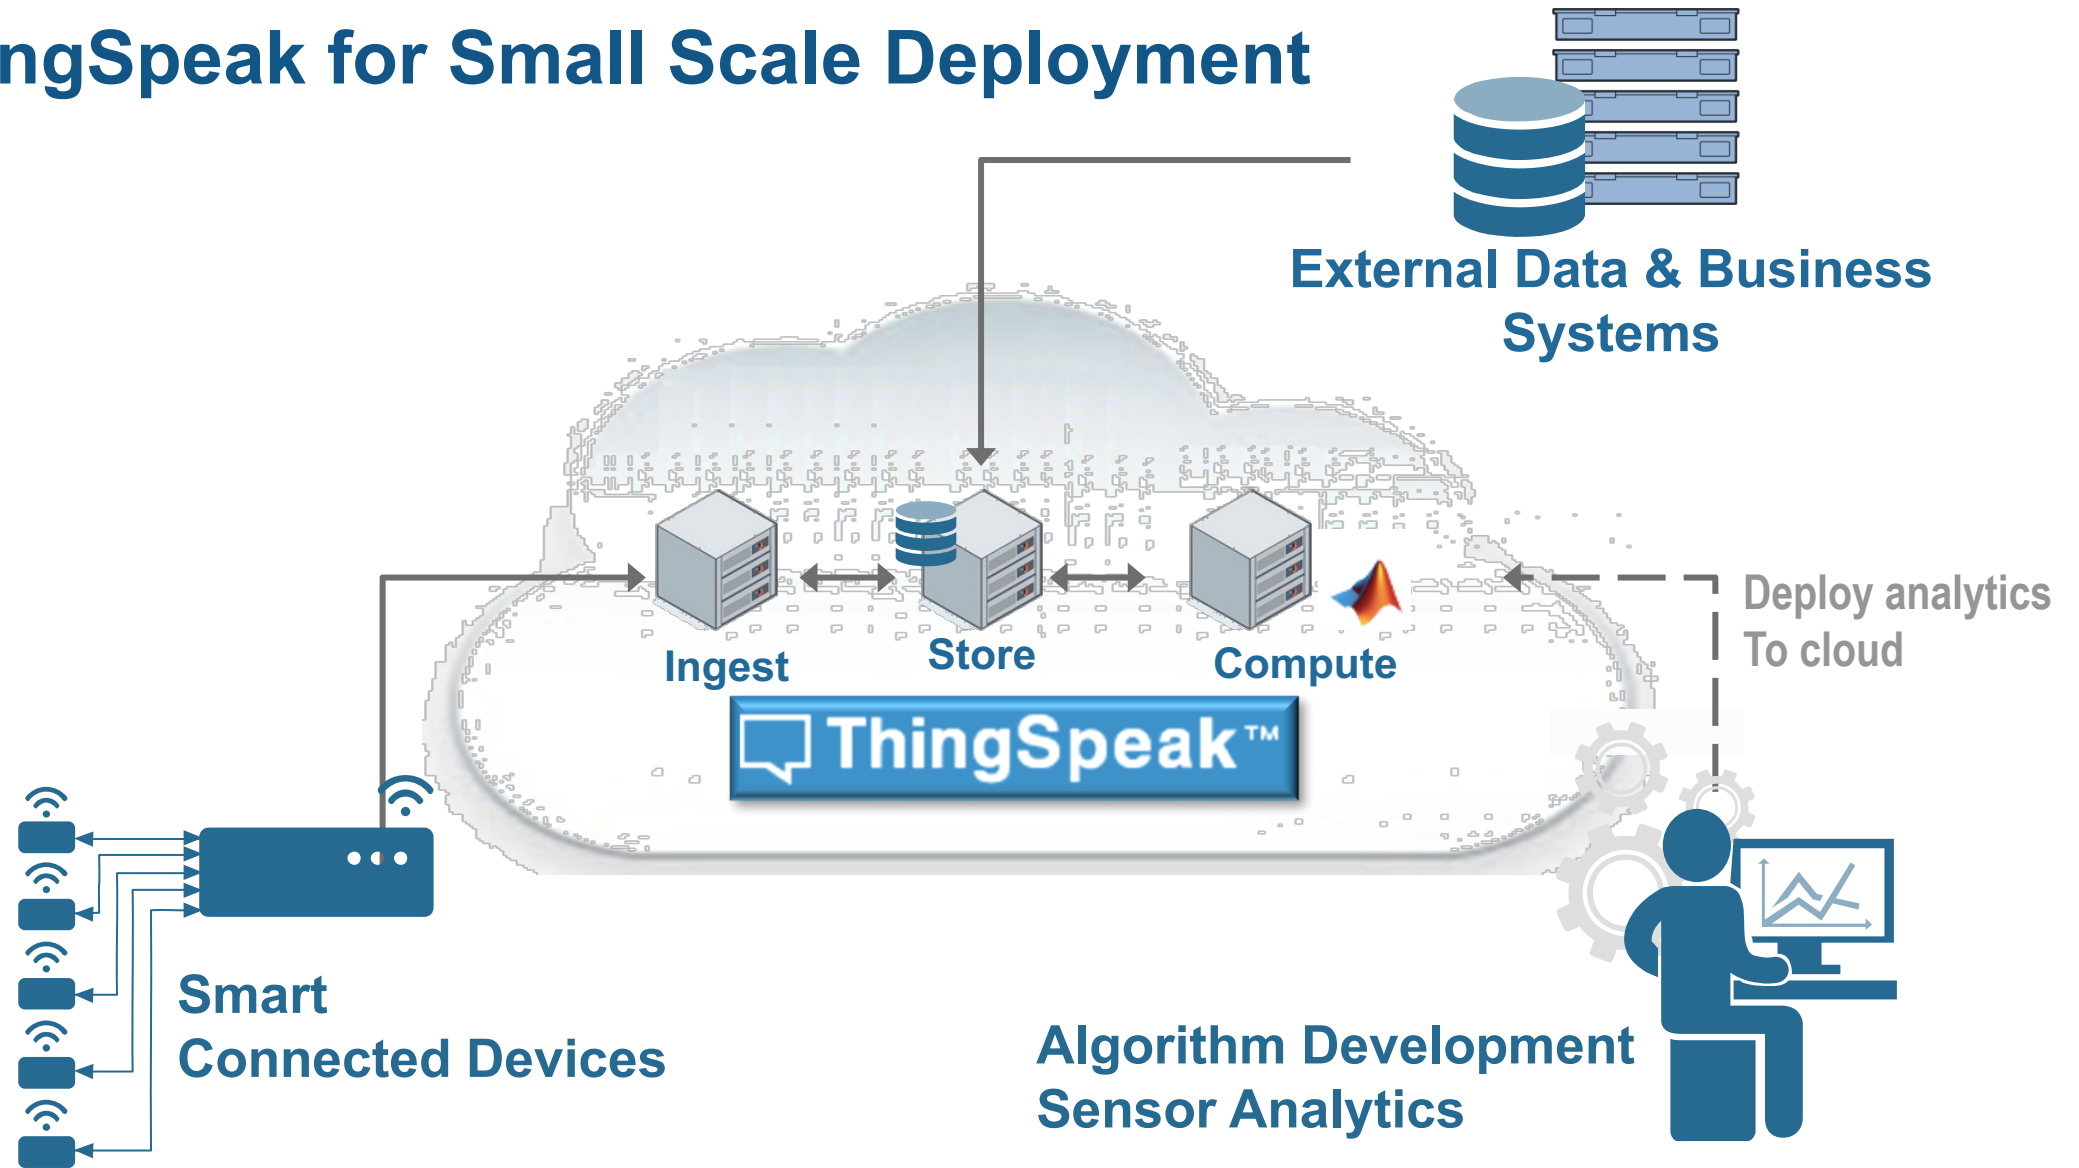 ngSpeak for Small Scale Deployment
External Data & Business
Systems
Deploy analytics
To cloud
Ingest
Store
Compute
ThingSpeak™
Smart
Connected Devices
Algorithm Development
Sensor Analytics